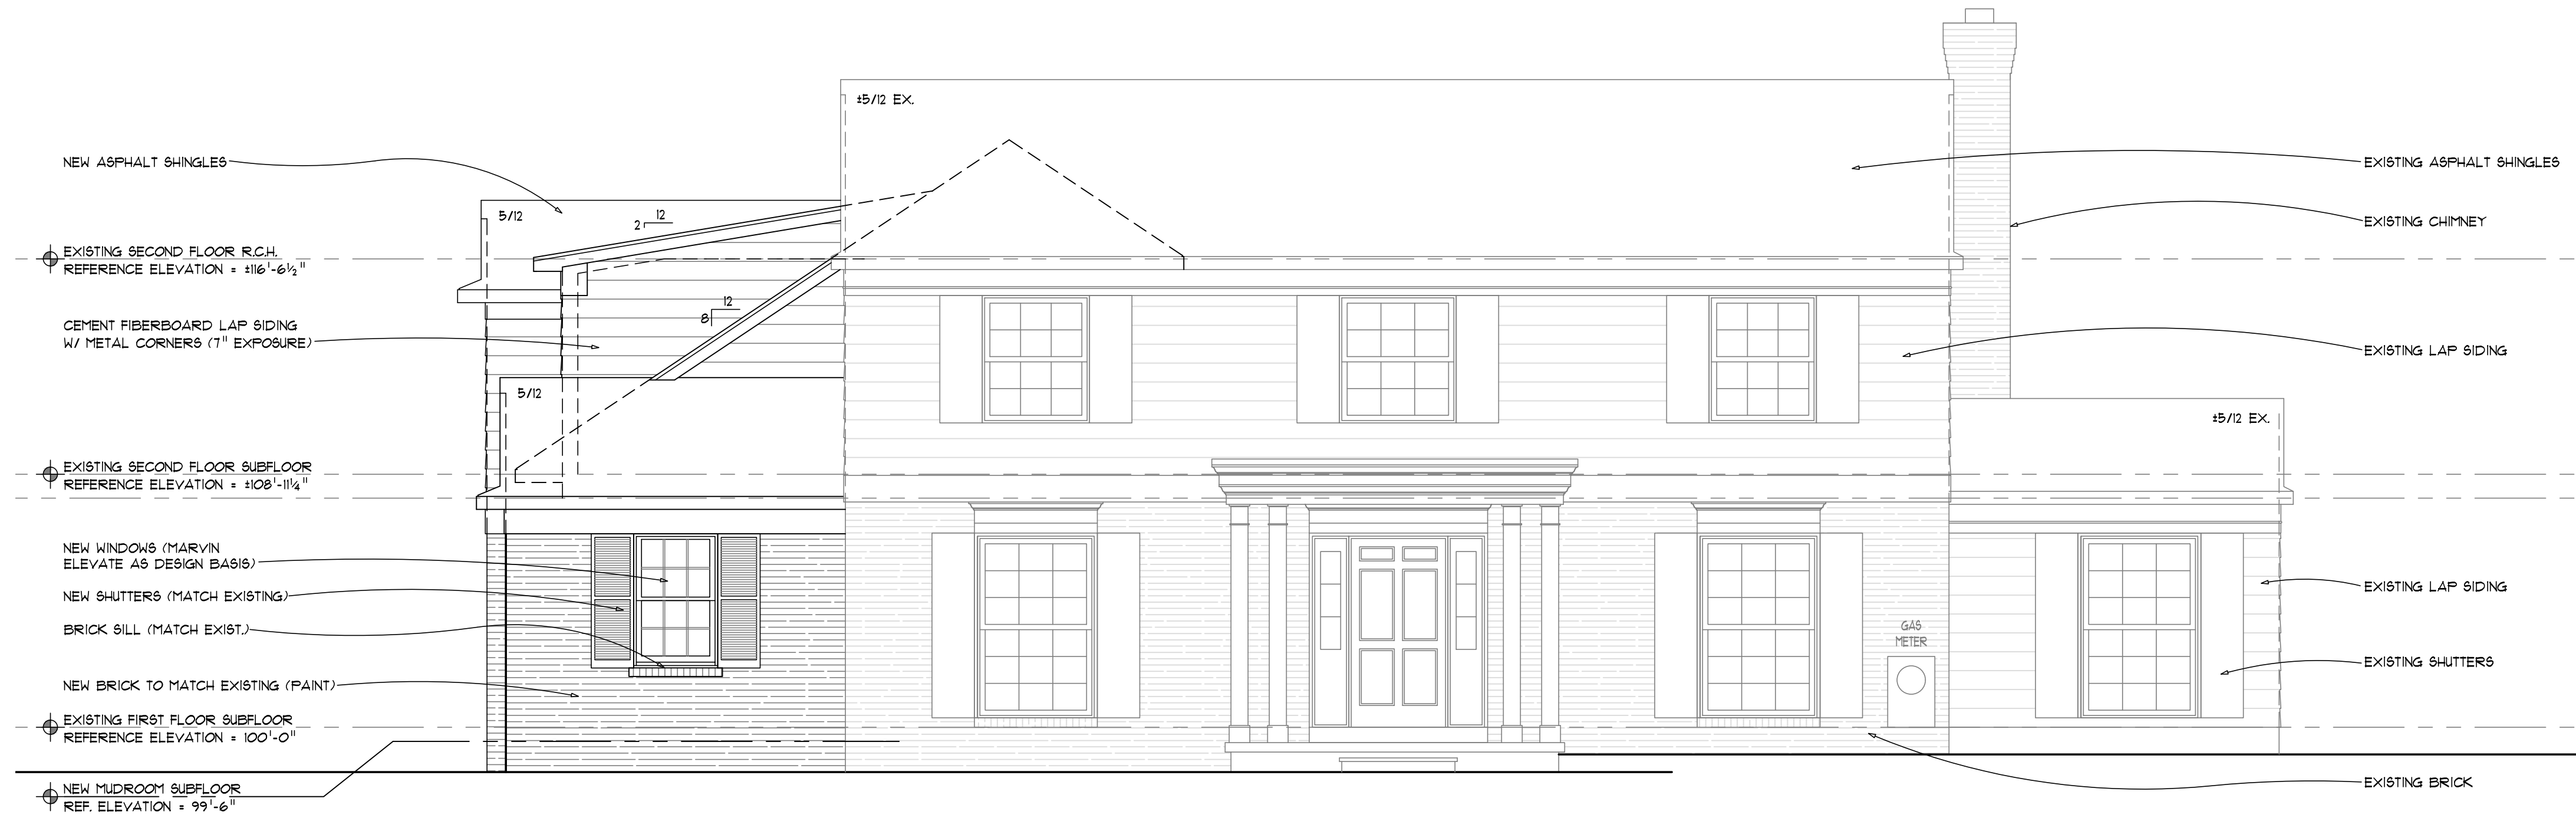 ±5/12 EX.
NEW ASPHALT SHINGLES
EXISTING ASPHALT SHINGLES
5/12
12
2
EXISTING CHIMNEY
EXISTING SECOND FLOOR R.C.H.
REFERENCE ELEVATION = ±116'-6½"
12
8
CEMENT FIBERBOARD LAP SIDING
W/ METAL CORNERS (7" EXPOSURE)
EXISTING LAP SIDING
5/12
±5/12 EX.
EXISTING SECOND FLOOR SUBFLOOR
REFERENCE ELEVATION = ±108'-11¼"
NEW WINDOWS (MARVIN
ELEVATE AS DESIGN BASIS)
EXISTING LAP SIDING
NEW SHUTTERS (MATCH EXISTING)
BRICK SILL (MATCH EXIST.)
GAS
METER
EXISTING SHUTTERS
NEW BRICK TO MATCH EXISTING (PAINT)
EXISTING FIRST FLOOR SUBFLOOR
REFERENCE ELEVATION = 100'-0"
EXISTING BRICK
NEW MUDROOM SUBFLOOR
REF. ELEVATION = 99'-6"